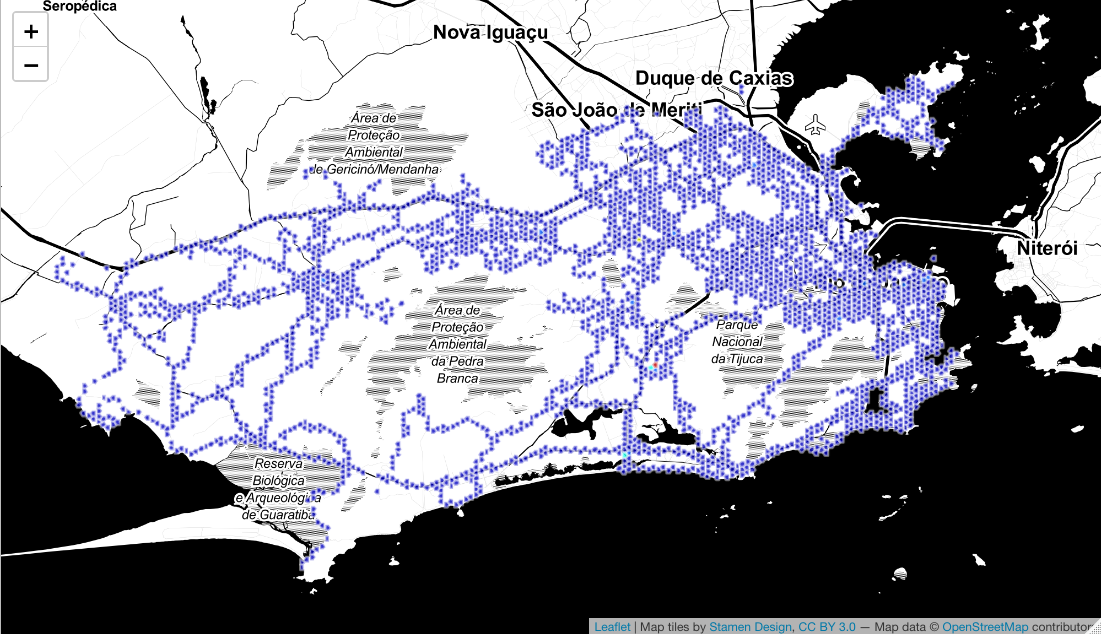 Seropédica
+
−
Nova Iguaçu
Duque de Caxias
São João de Meriti
Área de
Proteção
Ambiental
de Gericinó/Mendanha
Niterói
Área de
Proteção
Ambiental
da Pedra
Branca
Parque
Nacional
da Tijuca
Reserva
Biológica
e Arqueológica
de Guaratiba
Leaflet | Map tiles by Stamen Design, CC BY 3.0 — Map data © OpenStreetMap contributor